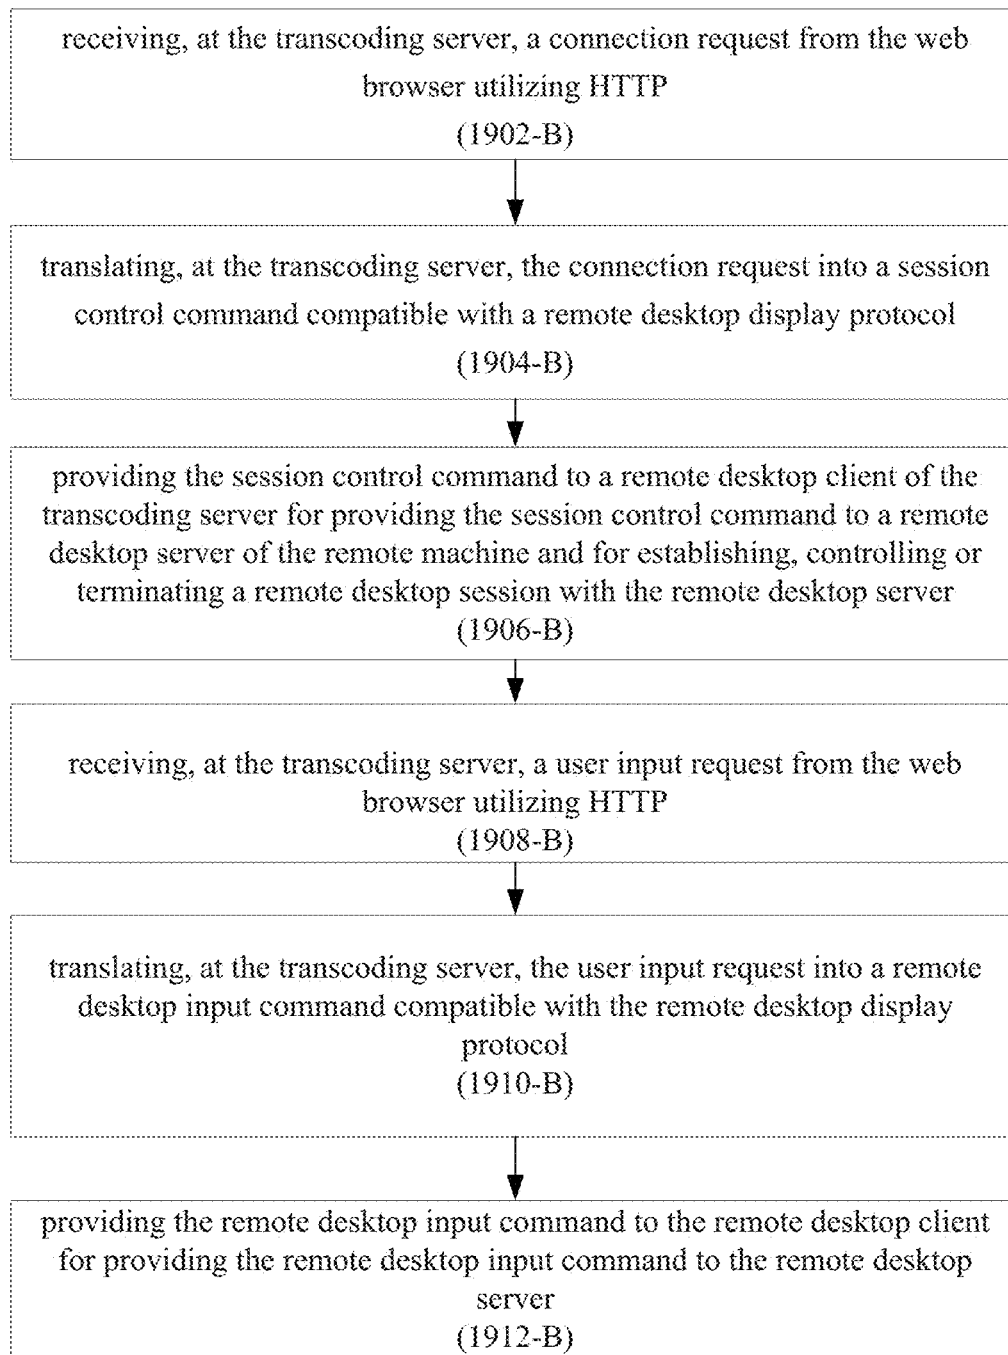 receiving, at the transcoding server, a connection request from the web
browser utilizing HTTP
(1902-B)
translating, at the transcoding server, the connection request into a session
control command compatible with a remote desktop display protocol
(1904-B)
providing the session control command to a remote desktop client of the
transcoding server for providing the session control command to a remote
desktop server of the remote machine and for establishing, controlling or
terminating a remote desktop session with the remote desktop server
(1906-B)
receiving, at the transcoding server, a user input request from the web
browser utilizing HTTP
(1908-B)
translating, at the transcoding server, the user input request into a remote
desktop input command compatible with the remote desktop display
protocol
(1910-B)
providing the remote desktop input command to the remote desktop client
for providing the remote desktop input command to the remote desktop
server
(1912-B)